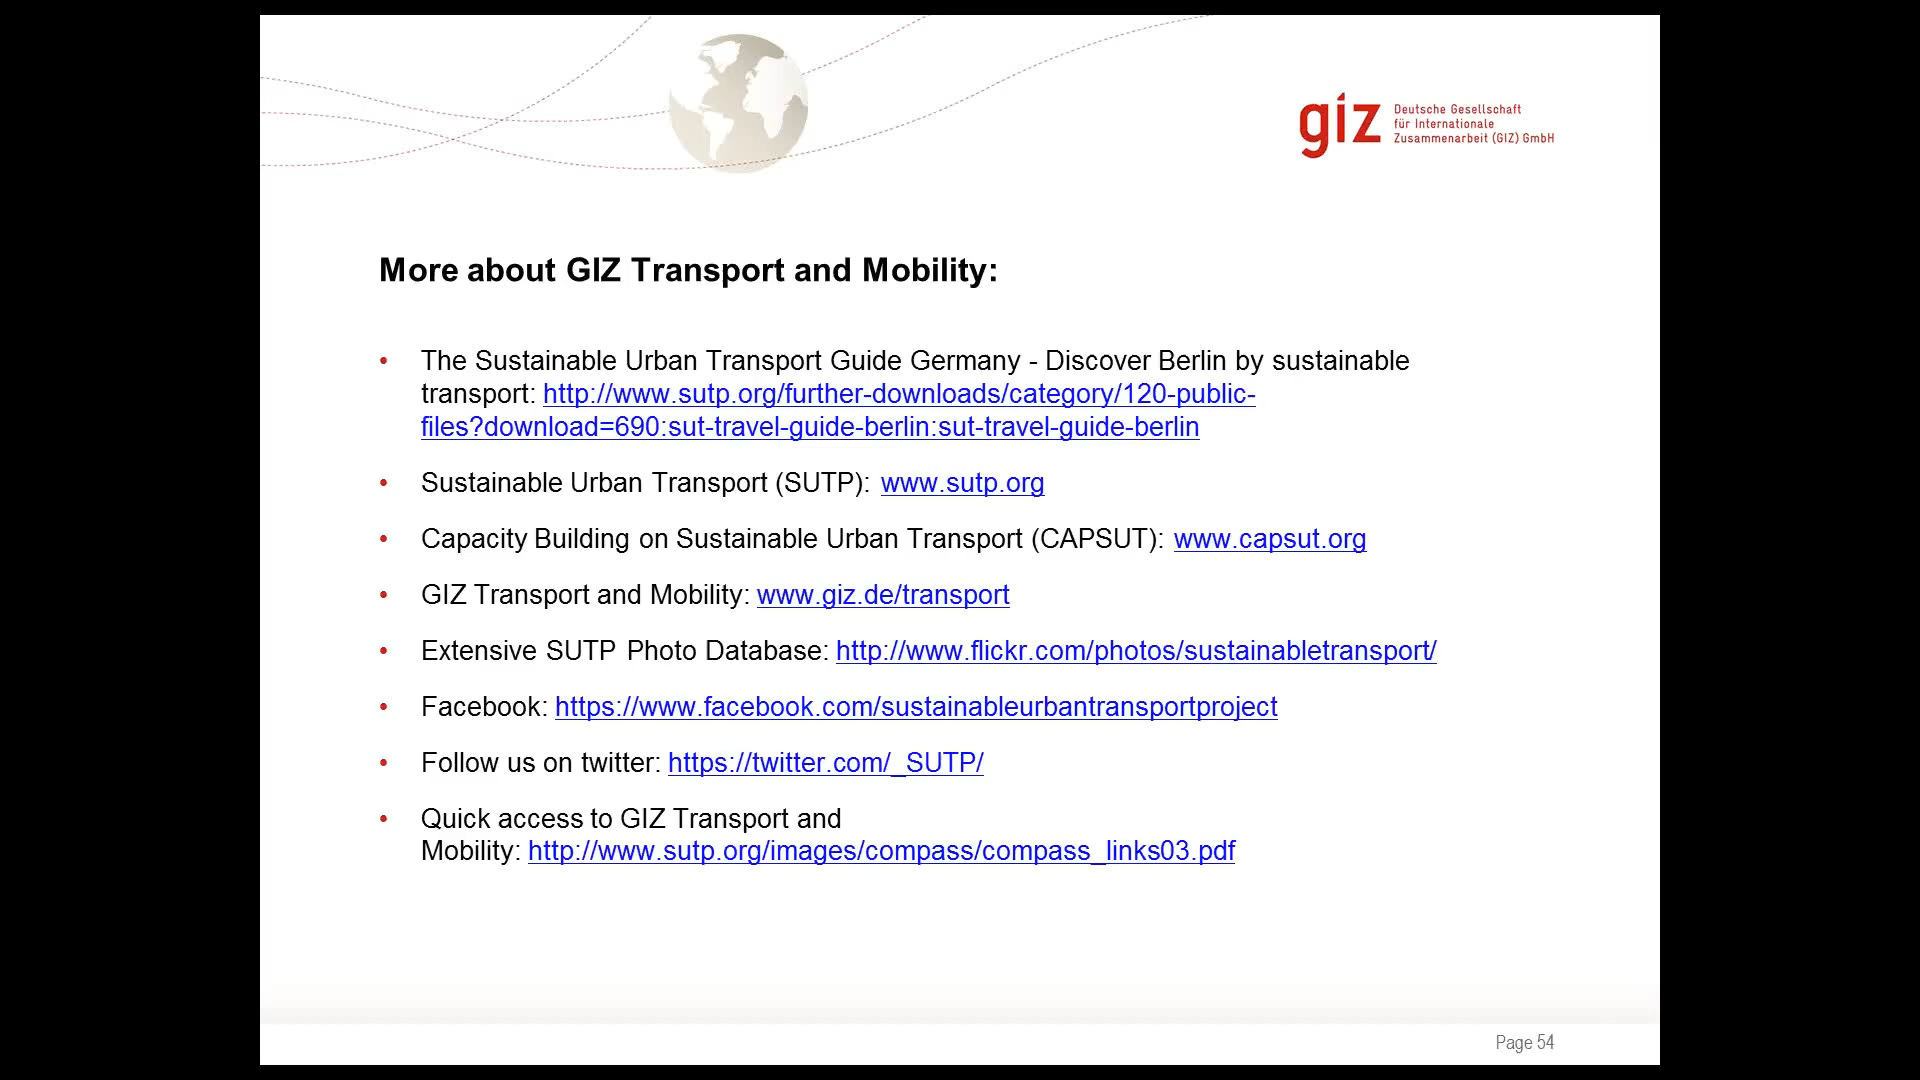 giz
Deutsche Gesellschaft
für Internationale
Zusammenarbeit (GIZ) GmbH
More about GIZ Transport and Mobility:
• The Sustainable Urban Transport Guide Germany - Discover Berlin by sustainable
transport: http://www.sutp.org/further-downloads/category/120-public-
files?download=690:sut-travel-guide-berlin:sut-travel-guide-berlin
• Sustainable Urban Transport (SUTP): www.sutp.org
• Capacity Building on Sustainable Urban Transport (CAPSUT): www.capsut.org
• GIZ Transport and Mobility: www.giz.de/transport
• Extensive SUTP Photo Database: http://www.flickr.com/photos/sustainabletransport/
• Facebook: https://www.facebook.com/sustainableurbantransportproject
• Follow us on twitter: https://twitter.com/_SUTP/
• Quick access to GIZ Transport and
Mobility: http://www.sutp.org/images/compass/compass_links03.pdf
Page 54